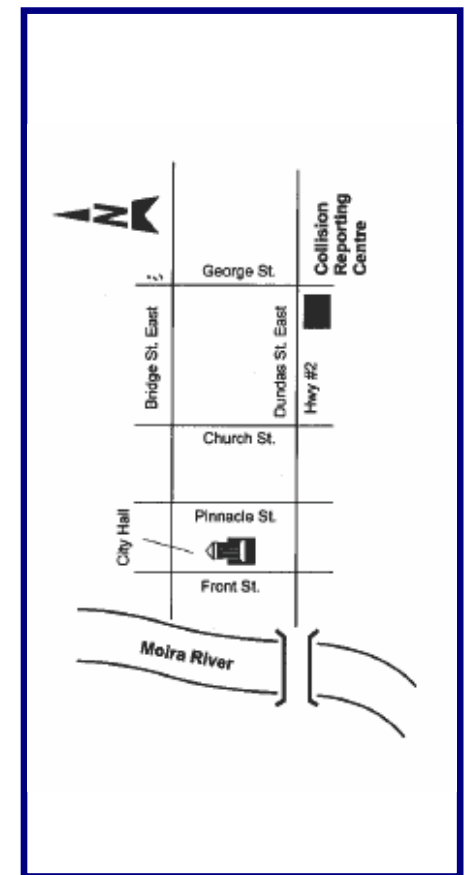 N
Collision
Reporting
Centre
George St.
Bridge St. East
Dundas St. East
Hwy #2
Church St.
City Hall
Pinnacle St.
Front St.
Moira River